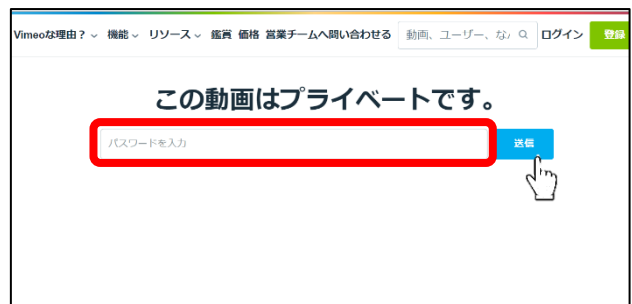 Vimeoな理由？ 機能 リソース 鑑賞 価格 営業チームへ問い合わせる 動画、ユーザー、な ログイン 登録
この動画はプライベートです。
パスワードを入力 送信